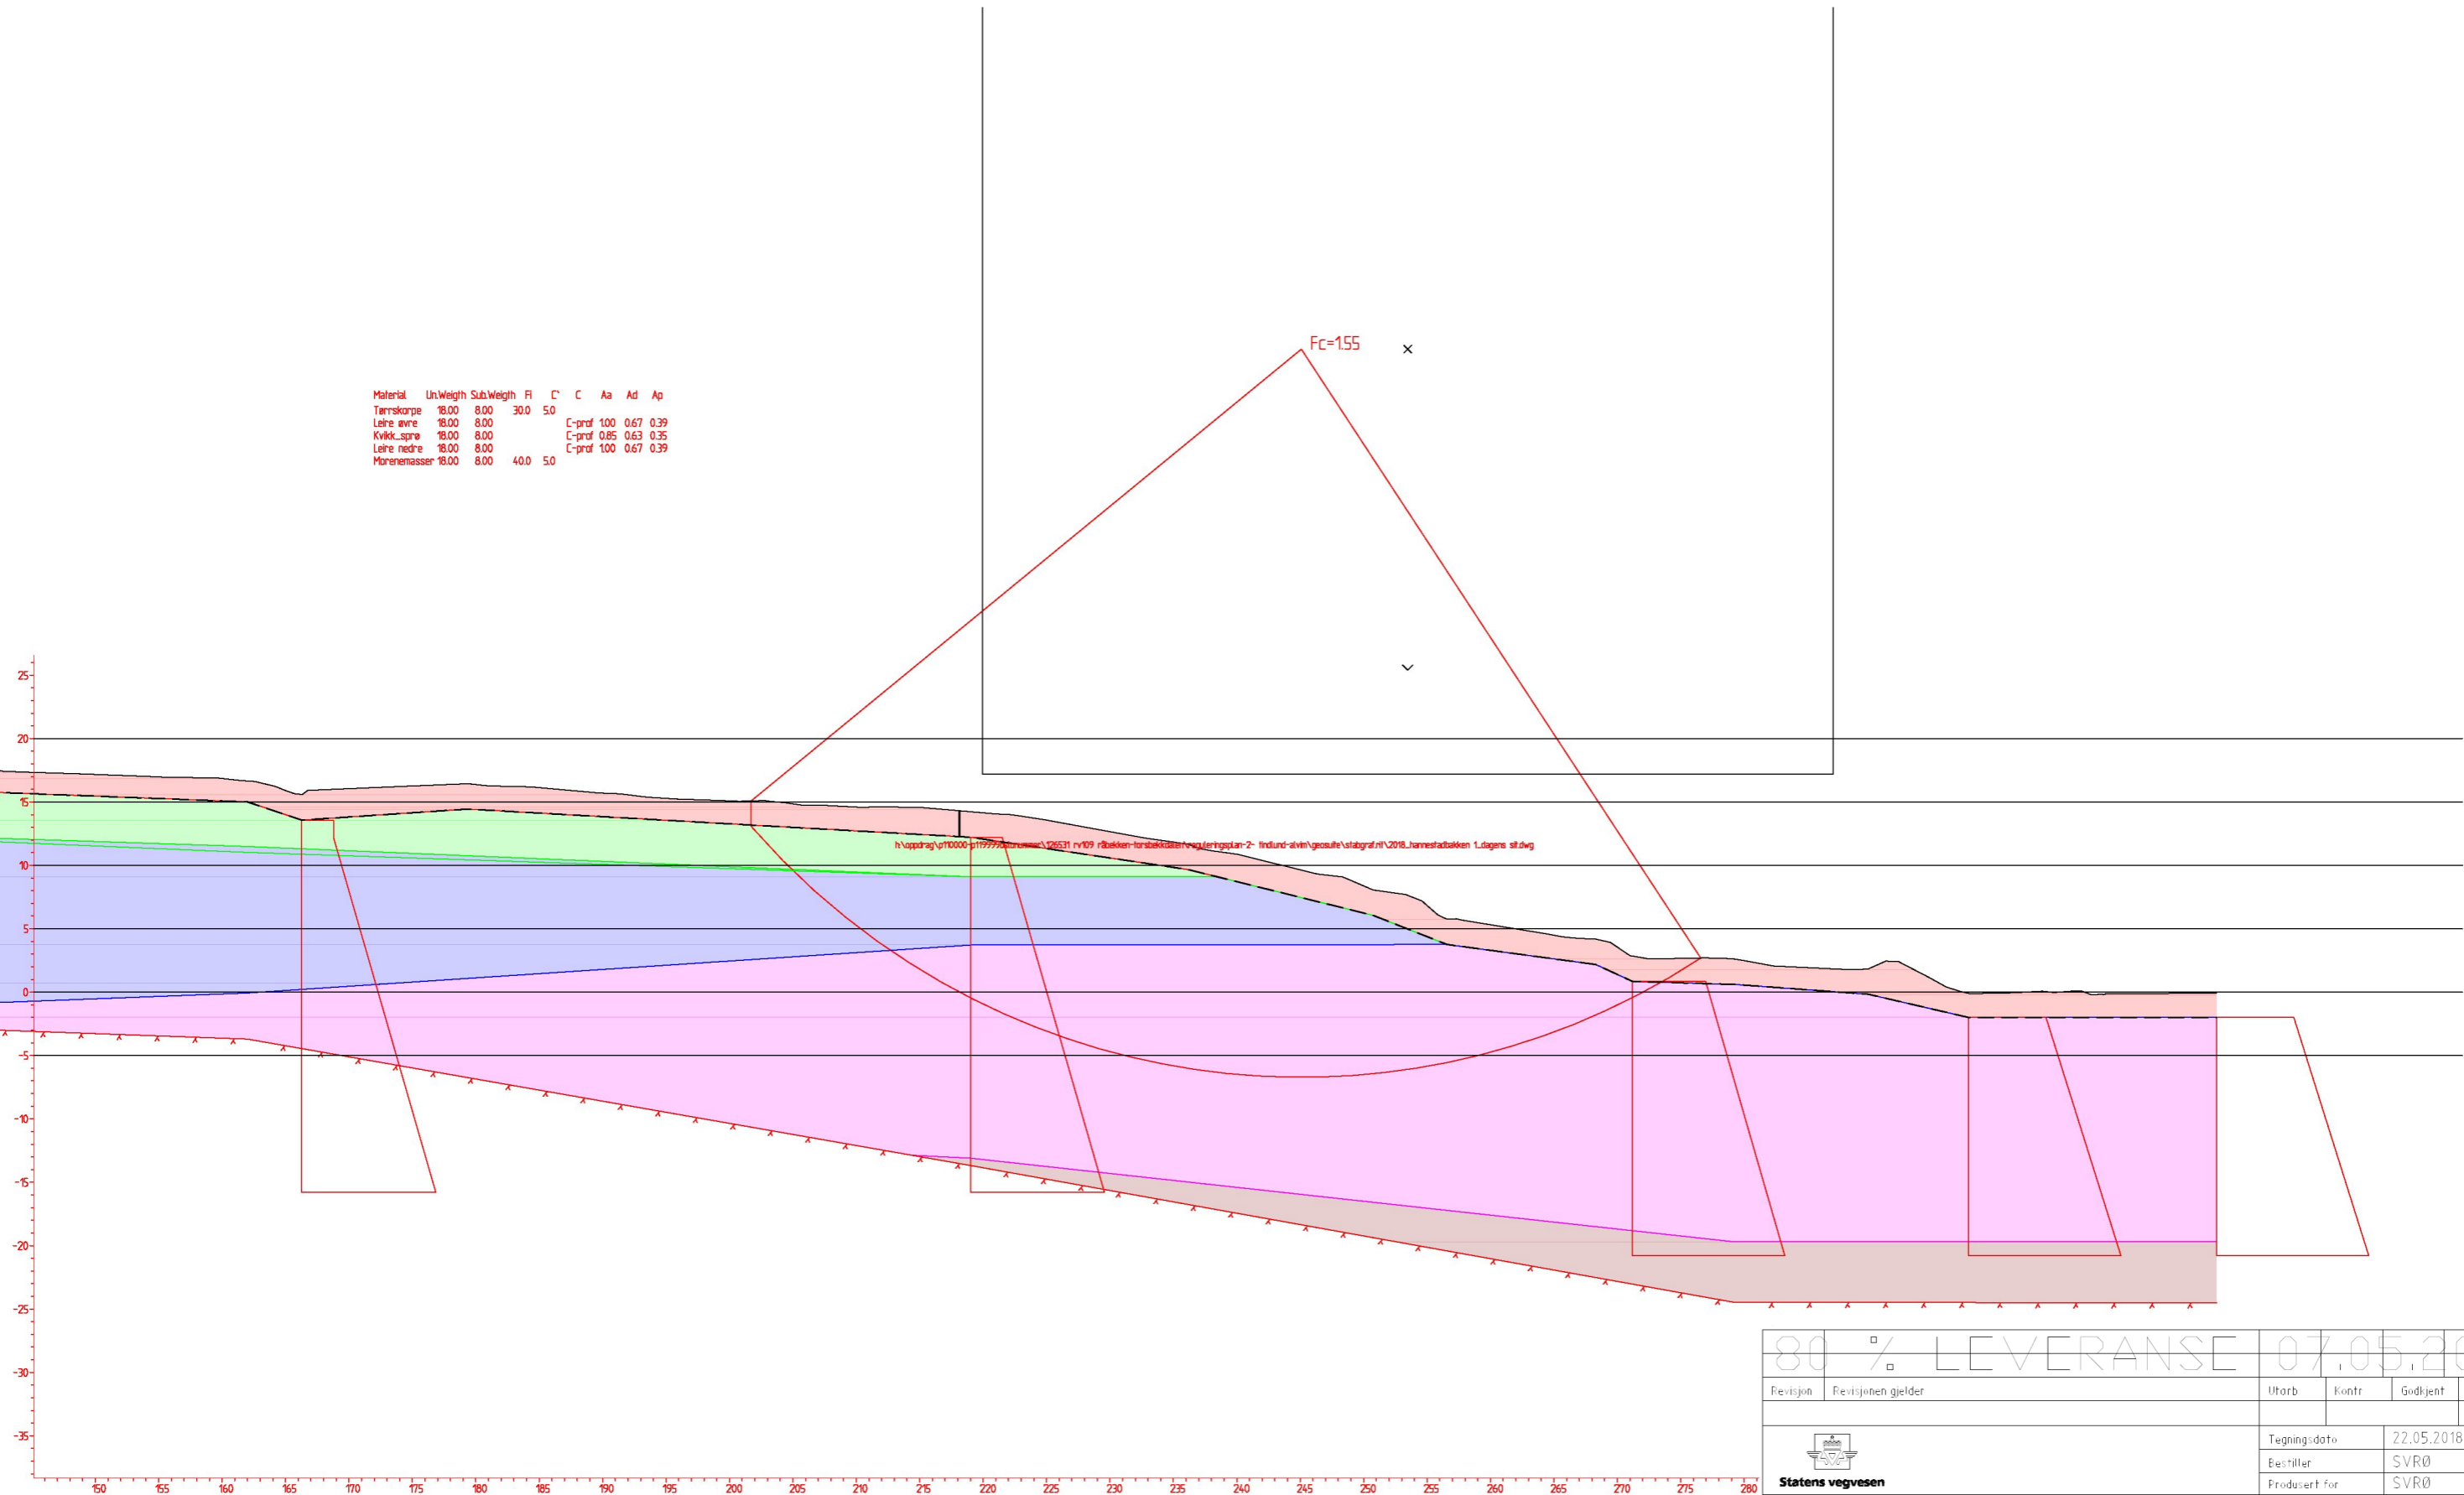 Fc=1.55
Material Un.Weigth Sub.Weigth Fi C' C Aa Ad Ap
Tørrskorpe 18.00 8.00 30.0 5.0
Leire øvre 18.00 8.00 C-prof 1.00 0.67 0.39
Kvikk_sprø 18.00 8.00 C-prof 0.85 0.63 0.35
Leire nedre 18.00 8.00 C-prof 1.00 0.67 0.39
Morenemasser 18.00 8.00 40.0 5.0
25
20
15
10
5
0
-5
-10
-15
-20
-25
-30
-35
150 155 160 165 170 175 180 185 190 195 200 205 210 215 220 225 230 235 240 245 250 255 260 265 270 275 280
80 % LEVERANSE 07.05.20
Revisjon Revisjonen gjelder Utarb Kontr Godkjent
Tegningsdato 22.05.2018
Bestiller SVRØ
Produsert for SVRØ
Statens vegvesen